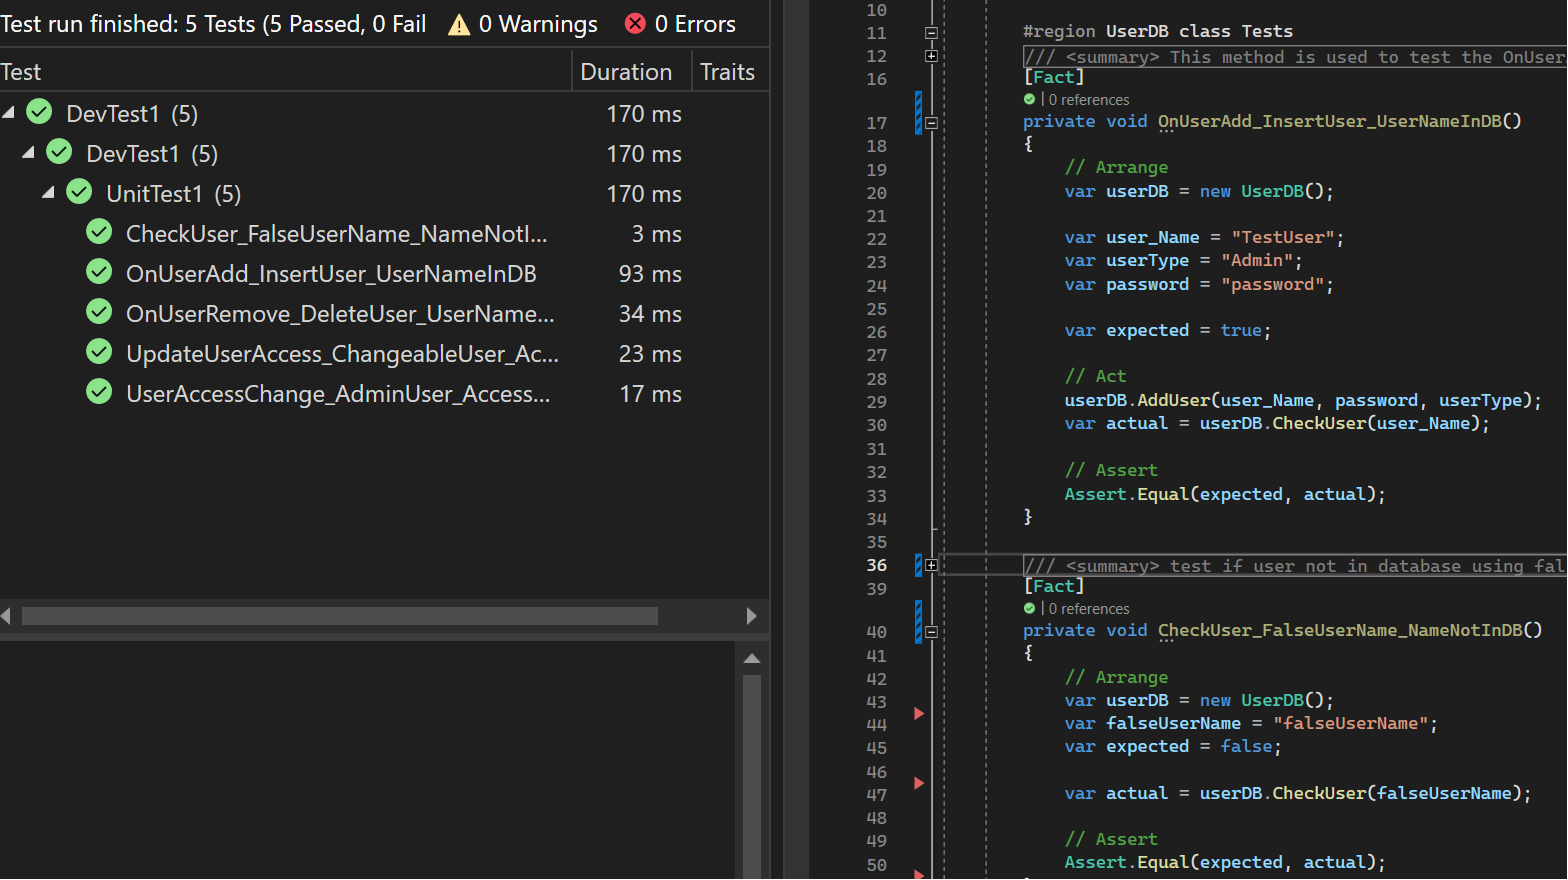 Test run finished: 5 Tests (5 Passed, 0 Fail 0 Warnings 0 Errors
Test Duration Traits
DevTest1 (5) 170 ms
DevTest1 (5) 170 ms
UnitTest1 (5) 170 ms
CheckUser_FalseUserName_NameNotI... 3 ms
OnUserAdd_InsertUser_UserNameInDB 93 ms
OnUserRemove_DeleteUser_UserName... 34 ms
UpdateUserAccess_ChangeableUser_Ac... 23 ms
UserAccessChange_AdminUser_Access... 17 ms
10
11 #region UserDB class Tests
12 /// <summary> This method is used to test the OnUser
16 [Fact]
| 0 references
17 private void OnUserAdd_InsertUser_UserNameInDB()
18 {
19 // Arrange
20 var userDB = new UserDB();
21
22 var user_Name = "TestUser";
23 var userType = "Admin";
24 var password = "password";
25
26 var expected = true;
27
28 // Act
29 userDB.AddUser(user_Name, password, userType);
30 var actual = userDB.CheckUser(user_Name);
31
32 // Assert
33 Assert.Equal(expected, actual);
34 }
35
36 /// <summary> test if user not in database using fal
39 [Fact]
| 0 references
40 private void CheckUser_FalseUserName_NameNotInDB()
41 {
42 // Arrange
43 var userDB = new UserDB();
44 var falseUserName = "falseUserName";
45 var expected = false;
46
47 var actual = userDB.CheckUser(falseUserName);
48
49 // Assert
50 Assert.Equal(expected, actual);